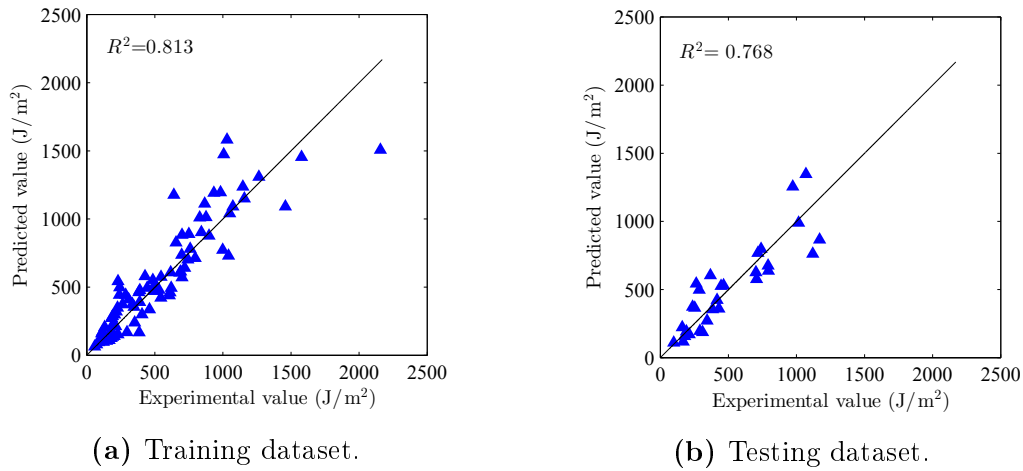 2500
2000
1500
1000
500
0
Predicted value (J/m²)
R²=0.813
0 500 1000 1500 2000 2500
Experimental value (J/m²)
(a) Training dataset.
2500
2000
1500
1000
500
0
Predicted value (J/m²)
R²= 0.768
0 500 1000 1500 2000 2500
Experimental value (J/m²)
(b) Testing dataset.